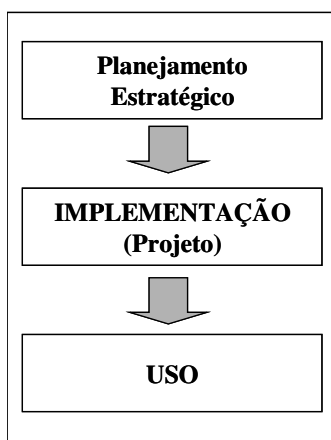 Planejamento
Estratégico
IMPLEMENTAÇÃO
(Projeto)
USO